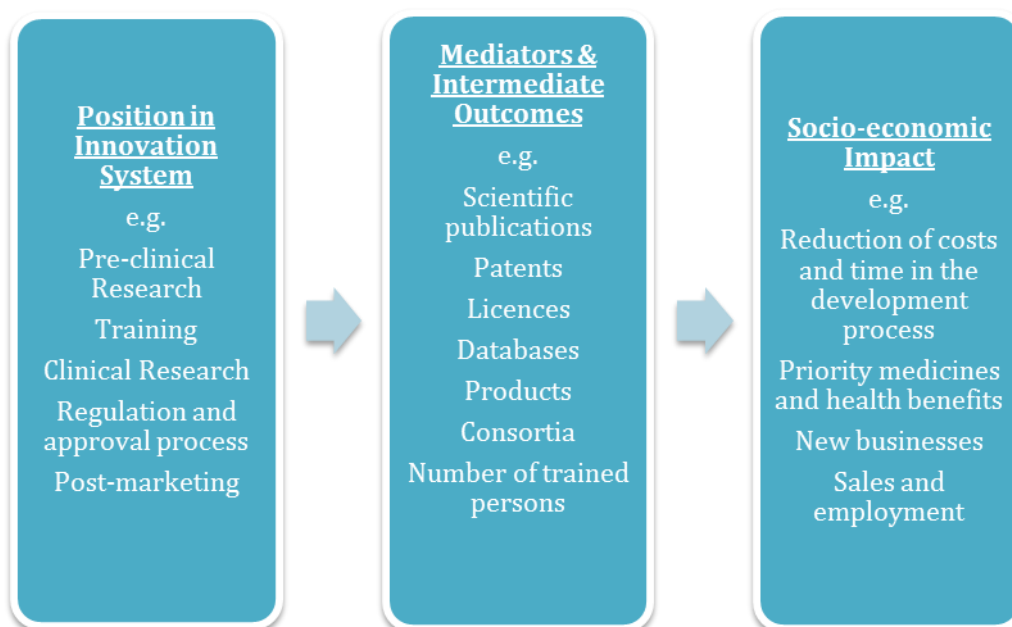 Position in
Innovation
System
e.g.
Pre-clinical
Research
Training
Clinical Research
Regulation and
approval process
Post-marketing
Mediators &
Intermediate
Outcomes
e.g.
Scientific
publications
Patents
Licences
Databases
Products
Consortia
Number of trained
persons
Socio-economic
Impact
e.g.
Reduction of costs
and time in the
development
process
Priority medicines
and health benefits
New businesses
Sales and
employment